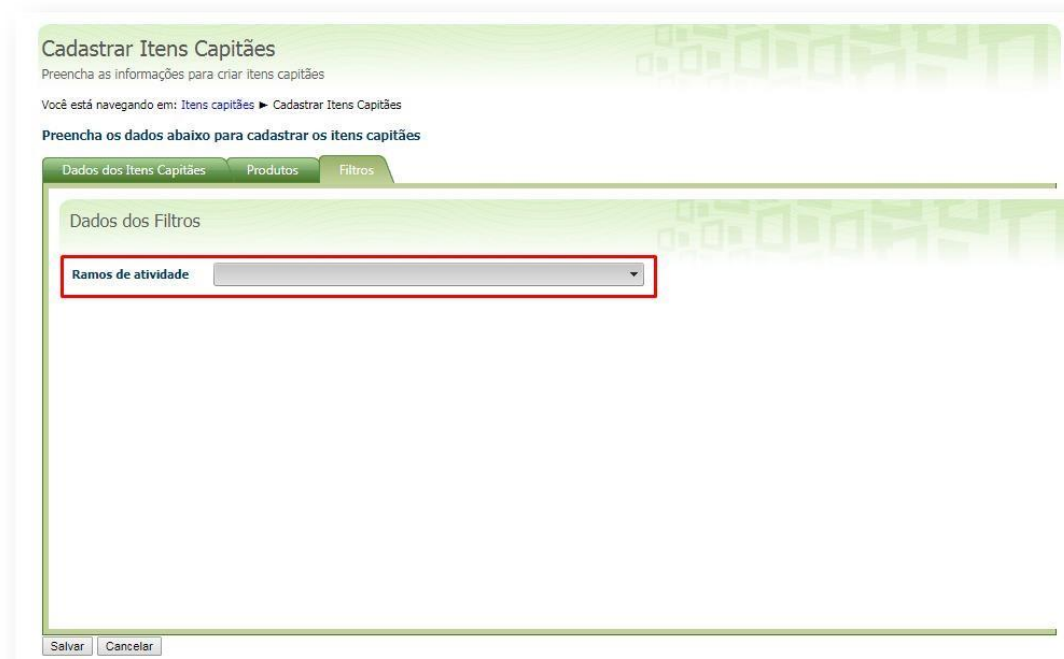 Cadastrar Itens Capitães
Preencha as informações para criar itens capitães
Você está navegando em: Itens capitães ► Cadastrar Itens Capitães
Preencha os dados abaixo para cadastrar os itens capitães
Dados dos Itens Capitães Produtos Filtros
Dados dos Filtros
Ramos de atividade
Salvar Cancelar